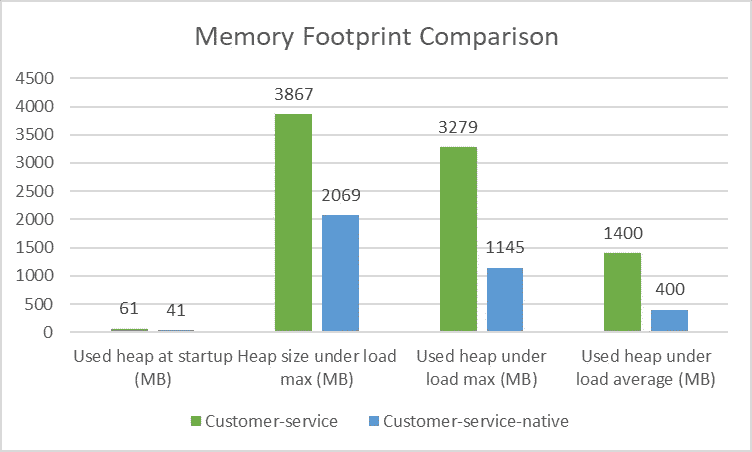 Memory Footprint Comparison
4500
4000
3500
3000
2500
2000
1500
1000
500
0
61
41
3867
2069
3279
1145
1400
400
Used heap at startup
(MB)
Heap size under load
max (MB)
Used heap under
load max (MB)
Used heap under
load average (MB)
Customer-service
Customer-service-native